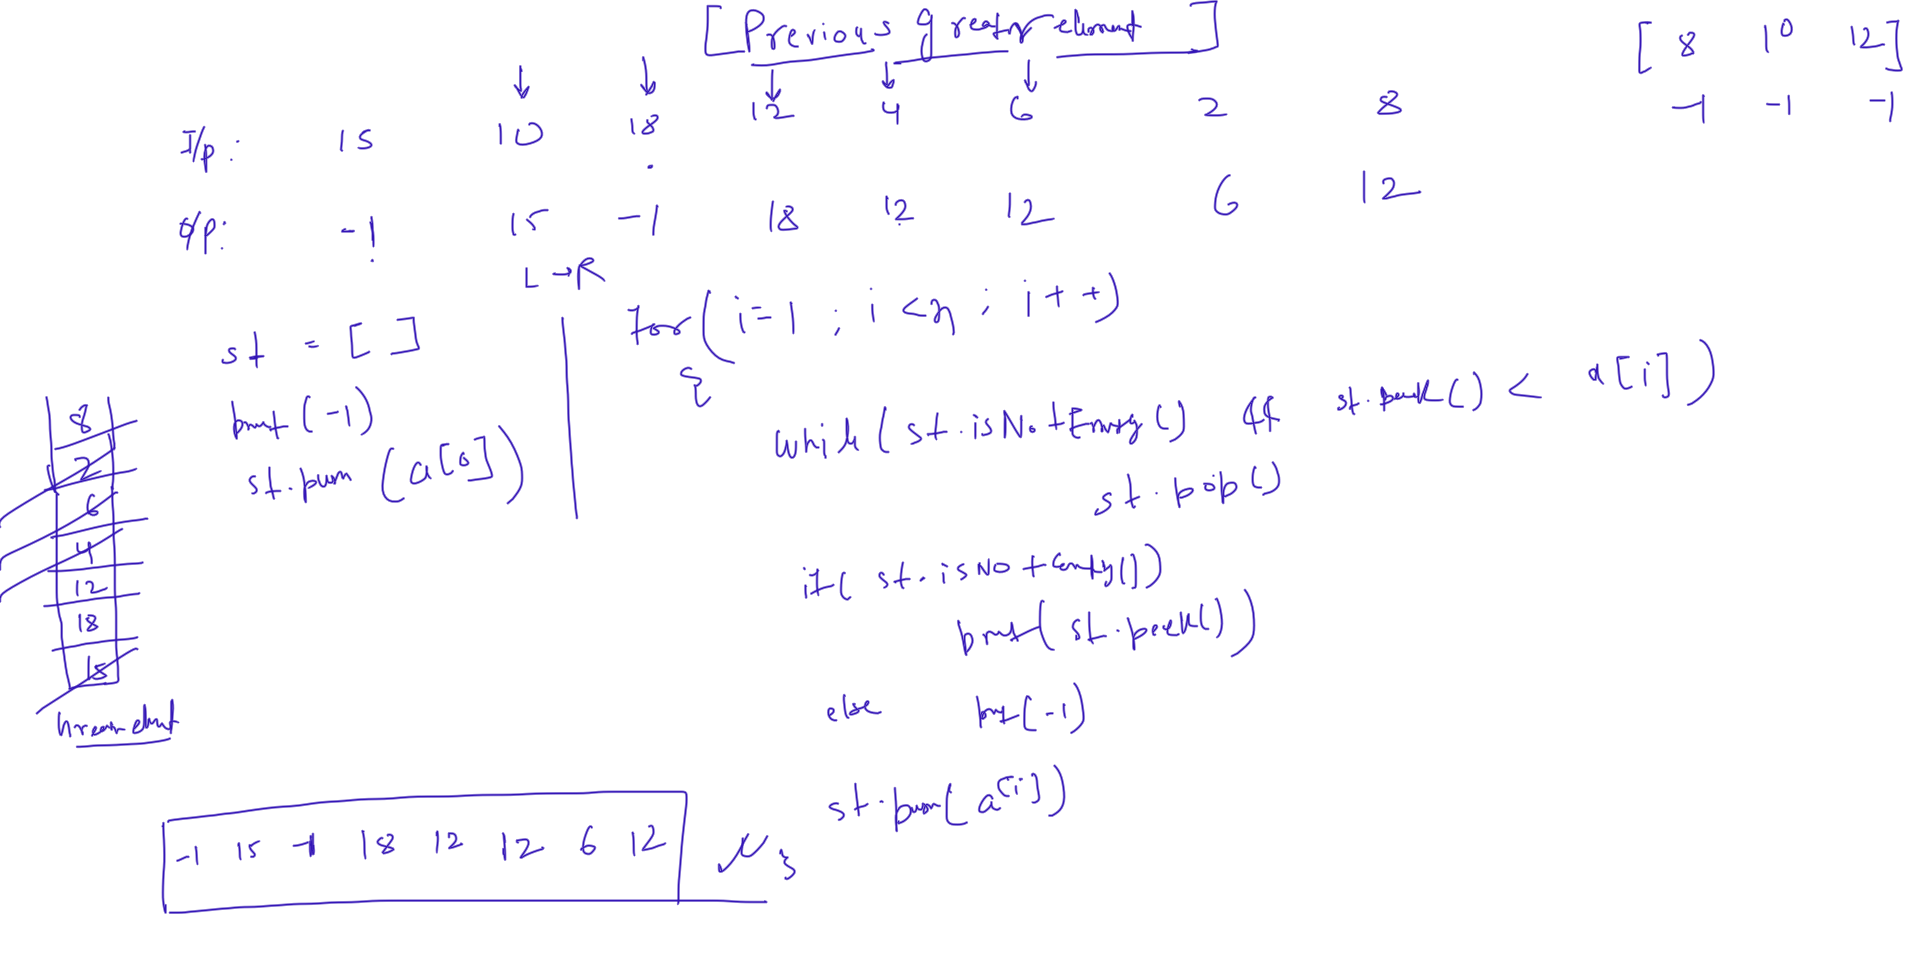 [ Previous greater element ]
[ 8 10 12 ]
-1 -1 -1
I/p: 15 10 18 12 4 6 2 8
O/p: -1 15 -1 18 12 12 6 12
L → R
st = [ ]
print (-1)
st.push (a[0])
for ( i=1 ; i <n ; i++)
{
while ( st.isNotEmpty () && st.peek () < a[i] )
st.pop ()
if ( st.isNotEmpty())
print ( st.peek())
else print (-1)
st.push( a[i])
}
8
2
6
4
12
18
15
-1 15 -1 18 12 12 6 12